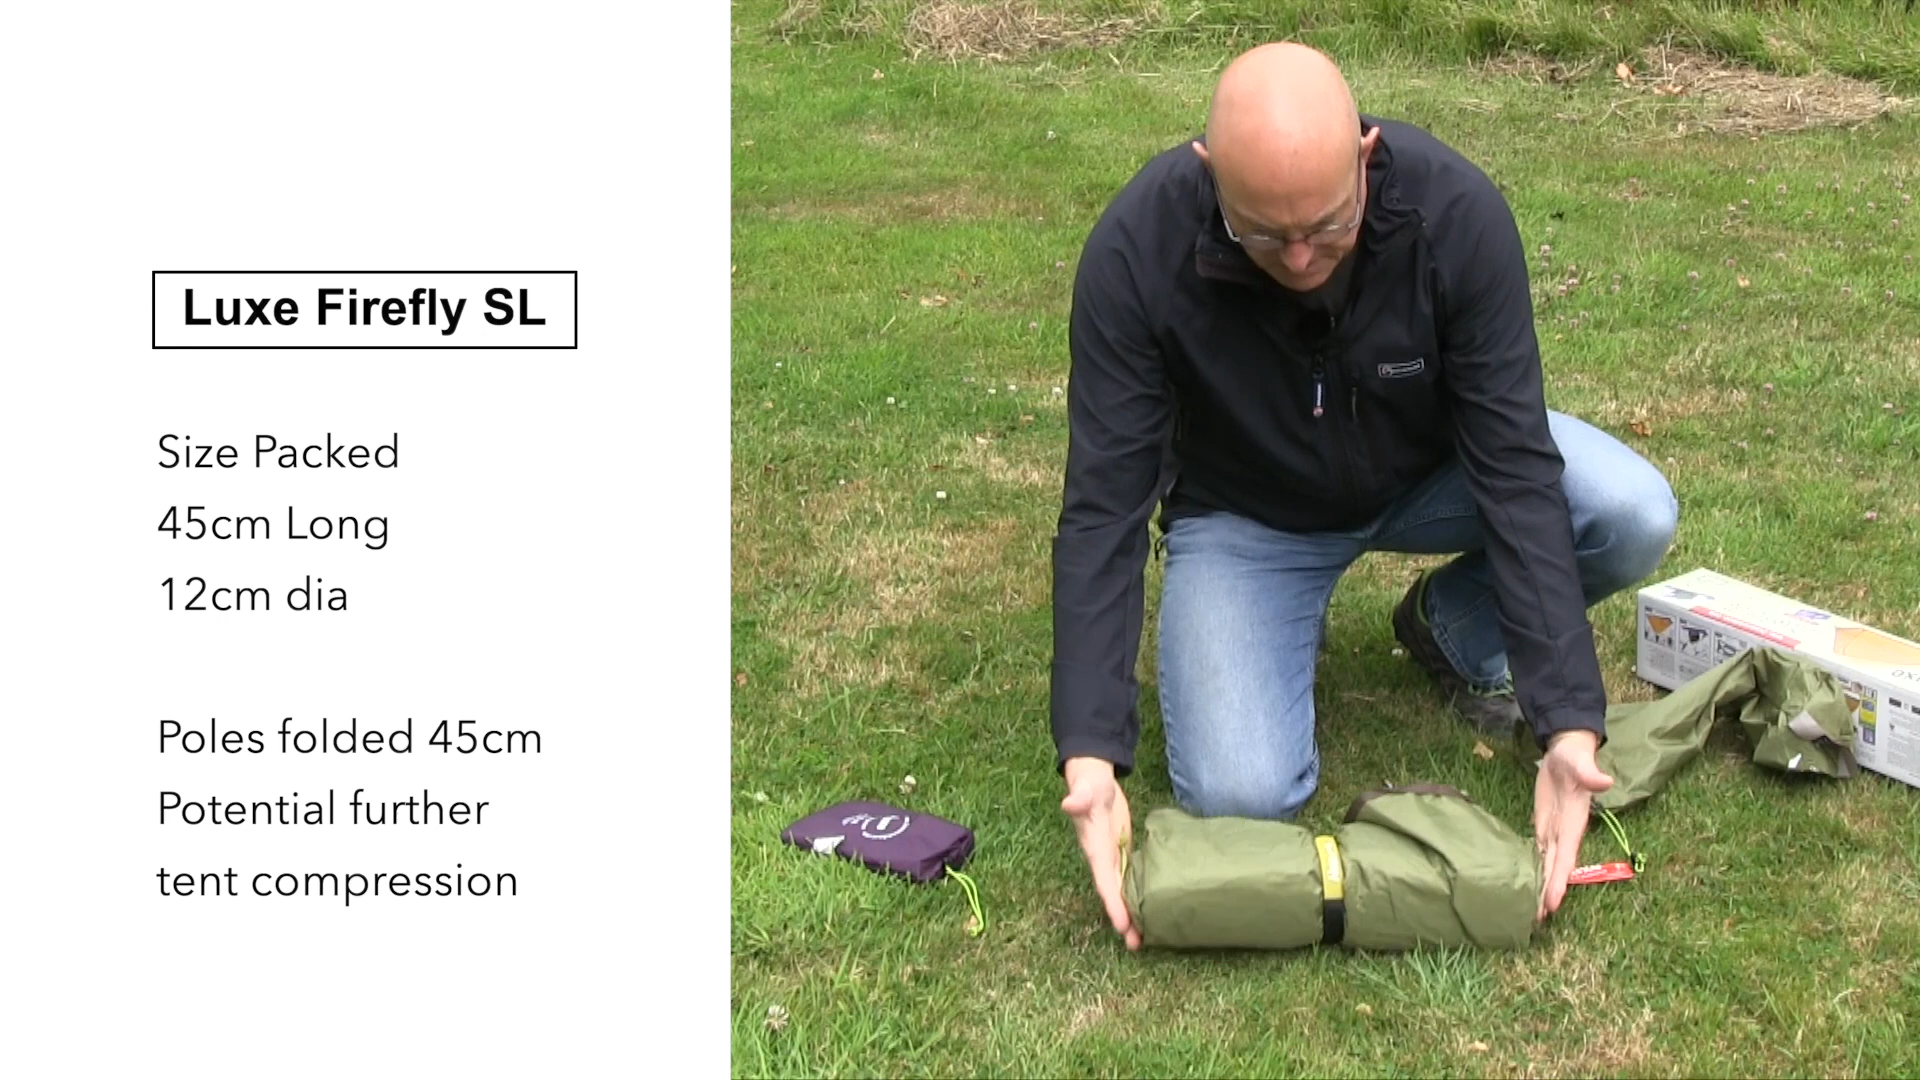 Luxe Firefly SL
Size Packed
45cm Long
12cm dia
Poles folded 45cm
Potential further
tent compression